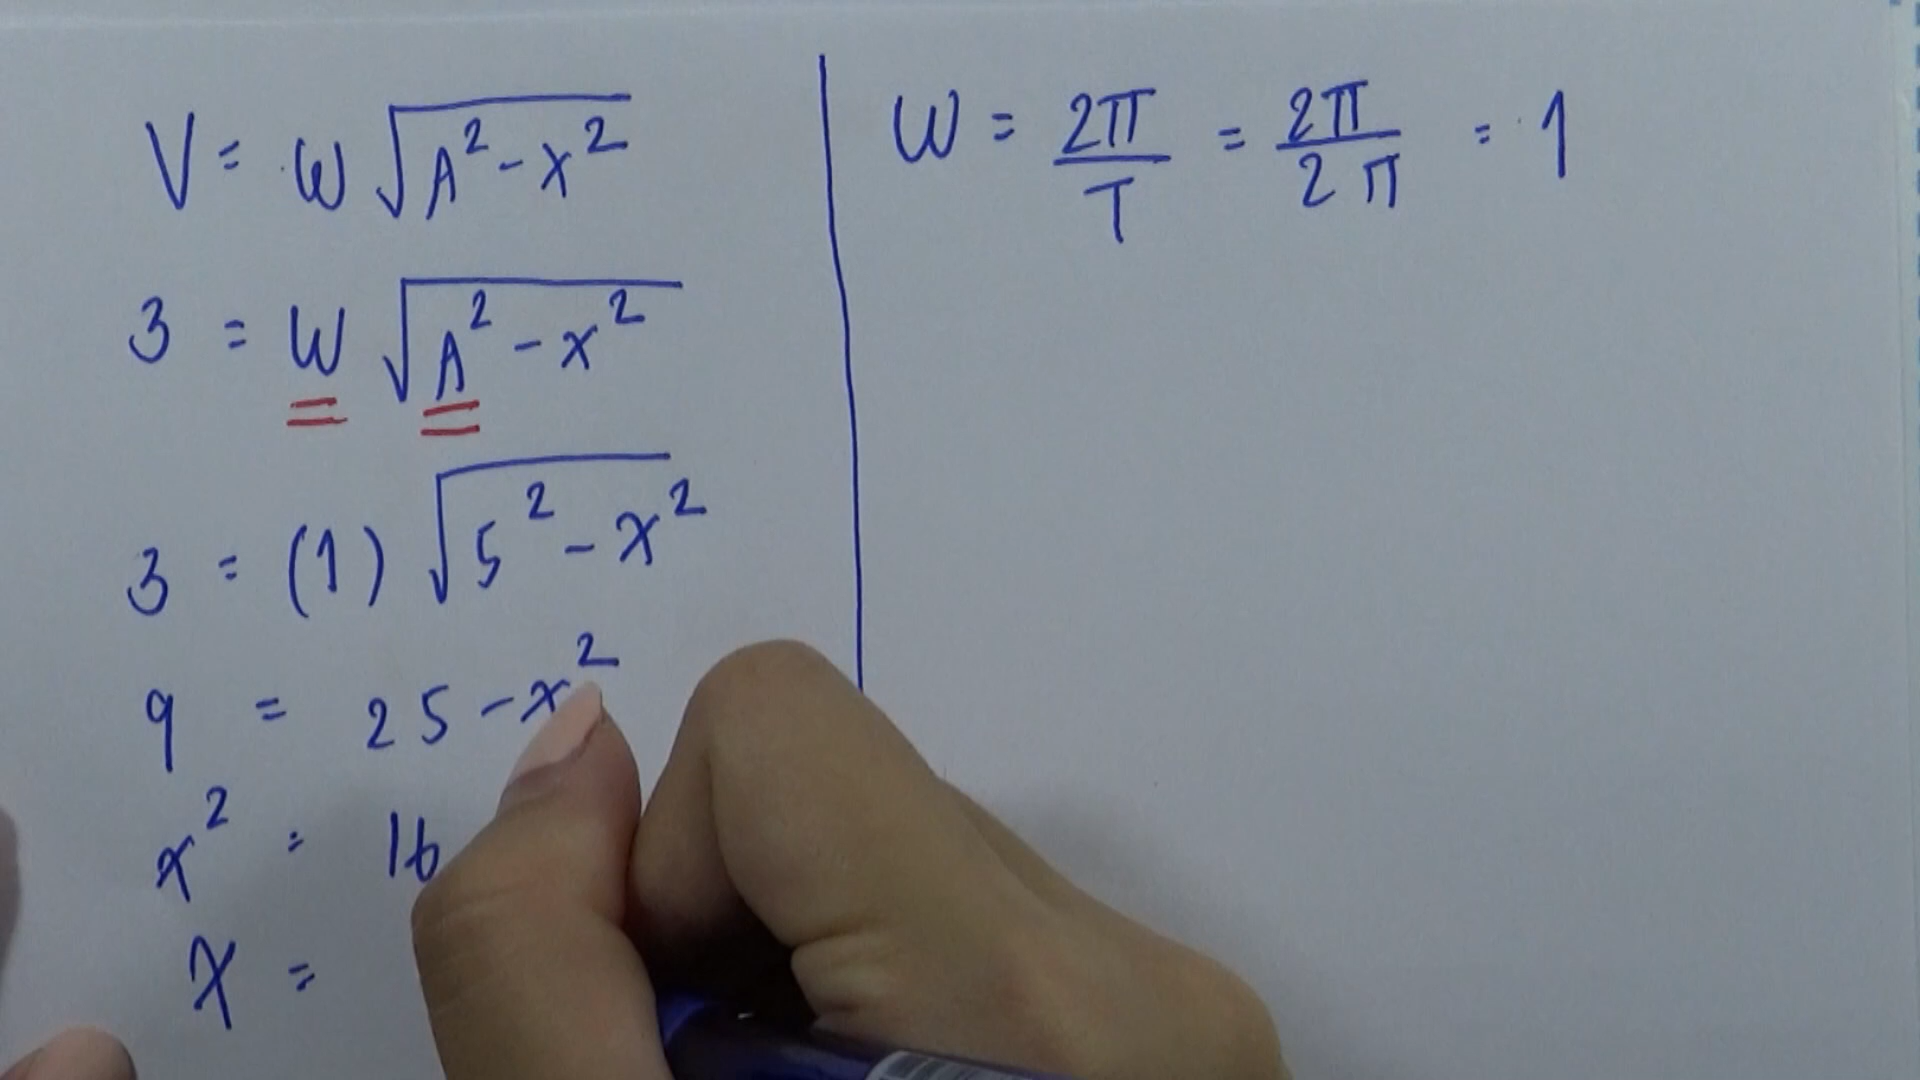 V = ω √(A² - x²)
3 = ω √(A² - x²)
3 = (1) √(5² - x²)
9 = 25 - x²
x² = 16
x =
ω = 2π/T = 2π/2π = 1